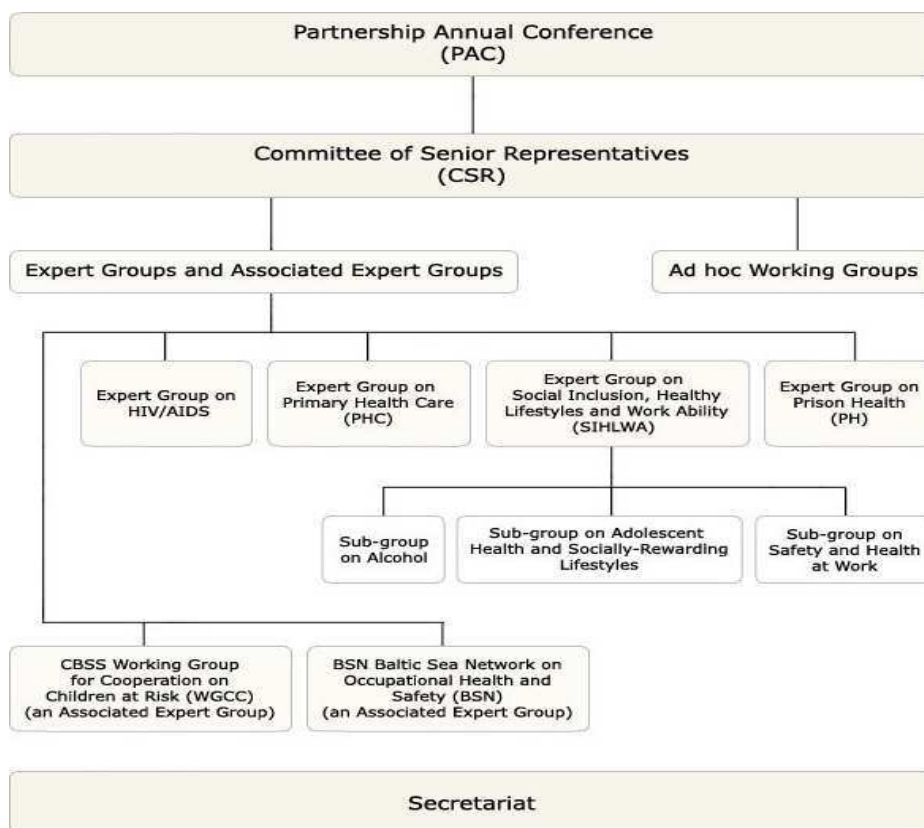 Partnership Annual Conference
(PAC)
Committee of Senior Representatives
(CSR)
Expert Groups and Associated Expert Groups
Ad hoc Working Groups
Expert Group on
HIV/AIDS
Expert Group on
Primary Health Care
(PHC)
Expert Group on
Social Inclusion, Healthy
Lifestyles and Work Ability
(SIHLWA)
Expert Group on
Prison Health
(PH)
Sub-group
on Alcohol
Sub-group on Adolescent
Health and Socially-Rewarding
Lifestyles
Sub-group on
Safety and Health
at Work
CBSS Working Group
for Cooperation on
Children at Risk (WGCC)
(an Associated Expert Group)
BSN Baltic Sea Network on
Occupational Health and
Safety (BSN)
(an Associated Expert Group)
Secretariat